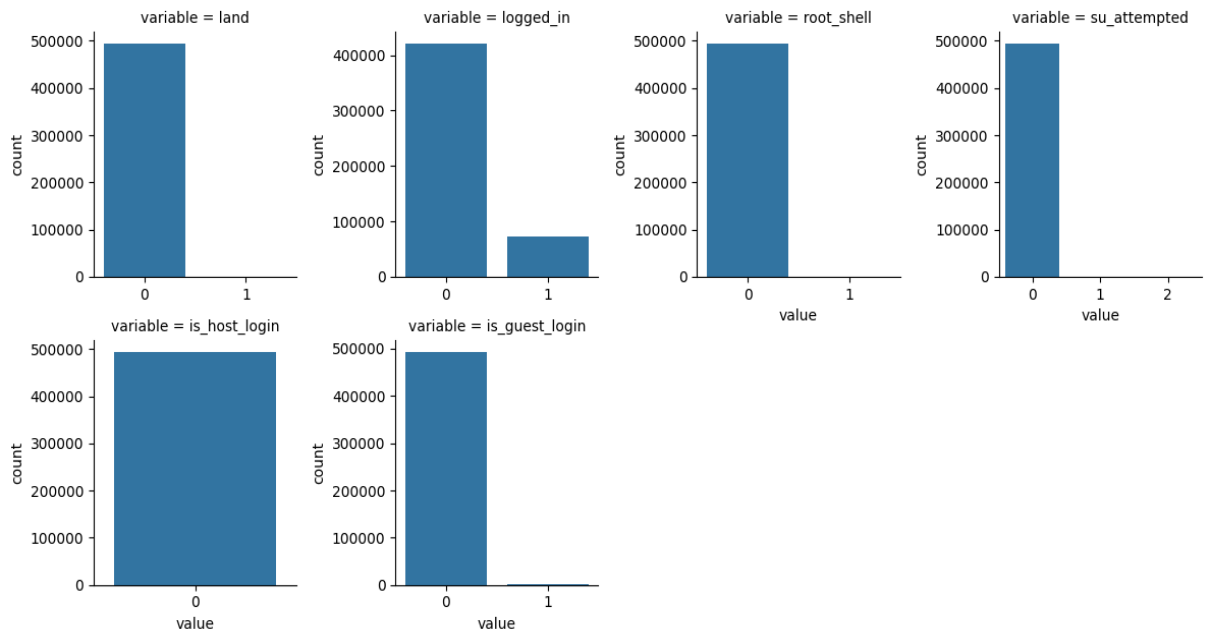 variable = land
500000
400000
300000
200000
100000
0
count
0 1
variable = logged_in
400000
300000
200000
100000
0
count
0 1
variable = root_shell
500000
400000
300000
200000
100000
0
count
0 1
value
variable = su_attempted
500000
400000
300000
200000
100000
0
count
0 1 2
value
variable = is_host_login
500000
400000
300000
200000
100000
0
count
0
value
variable = is_guest_login
500000
400000
300000
200000
100000
0
count
0 1
value